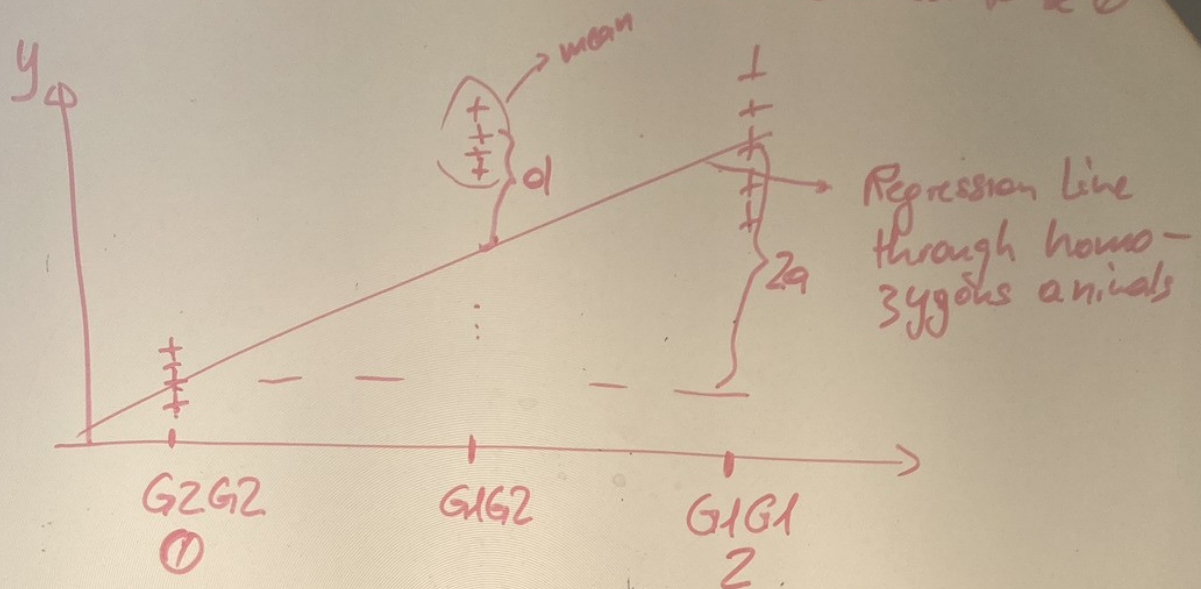 mean
y
d
Regression Line
through homo-
zygous animals
2a
G2G2
G1G2
G1G1
1
2